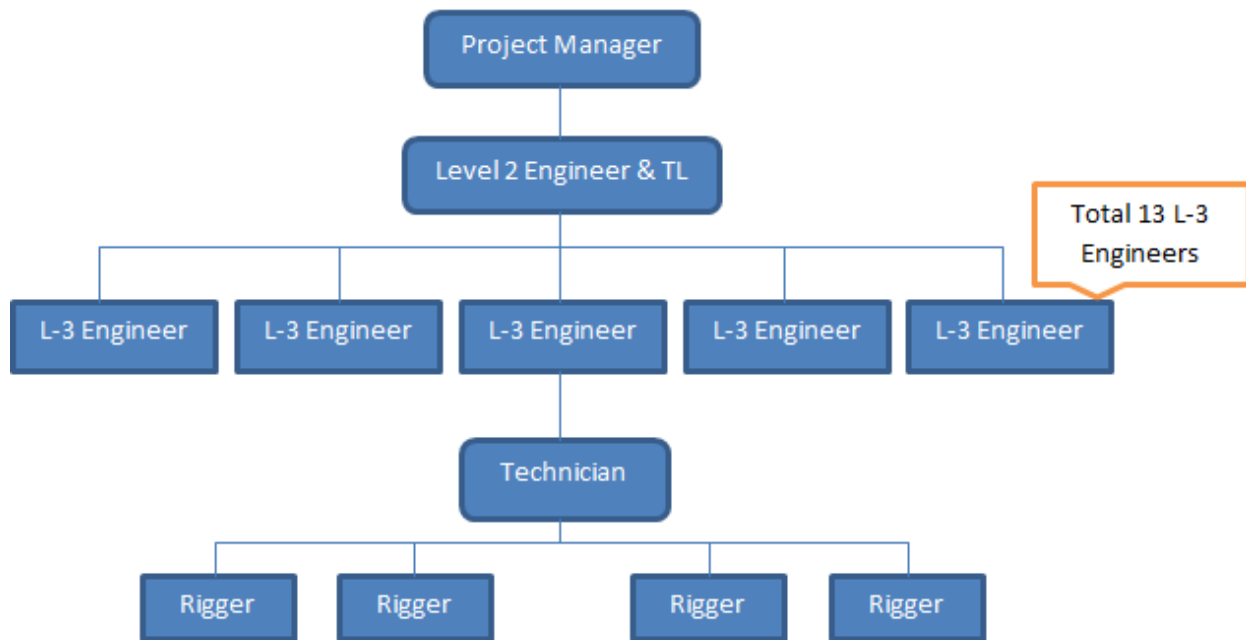 Project Manager
Level 2 Engineer & TL
Total 13 L-3
Engineers
L-3 Engineer
L-3 Engineer
L-3 Engineer
L-3 Engineer
L-3 Engineer
Technician
Rigger
Rigger
Rigger
Rigger